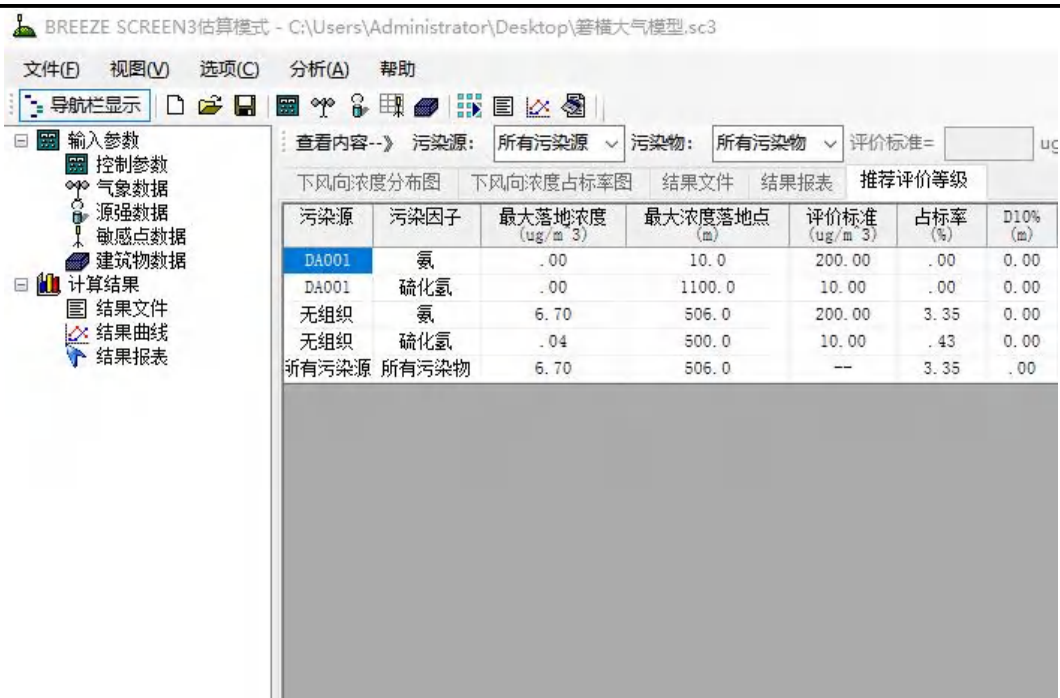 BREEZE SCREEN3估算模式 - C:\Users\Administrator\Desktop\箬横大气模型.sc3
文件(F) 视图(V) 选项(C) 分析(A) 帮助
导航栏显示
输入参数
控制参数
气象数据
源强数据
敏感点数据
建筑物数据
计算结果
结果文件
结果曲线
结果报表
查看内容--》 污染源: 所有污染源 污染物: 所有污染物 评价标准= ug
下风向浓度分布图 下风向浓度占标率图 结果文件 结果报表 推荐评价等级
污染源 污染因子 最大落地浓度 最大浓度落地点 评价标准 占标率 D10%
(ug/m^3) (m) (ug/m^3) (%) (m)
DA001 氨 .00 10.0 200.00 .00 0.00
DA001 硫化氢 .00 1100.0 10.00 .00 0.00
无组织 氨 6.70 506.0 200.00 3.35 0.00
无组织 硫化氢 .04 500.0 10.00 .43 0.00
所有污染源 所有污染物 6.70 506.0 -- 3.35 .00